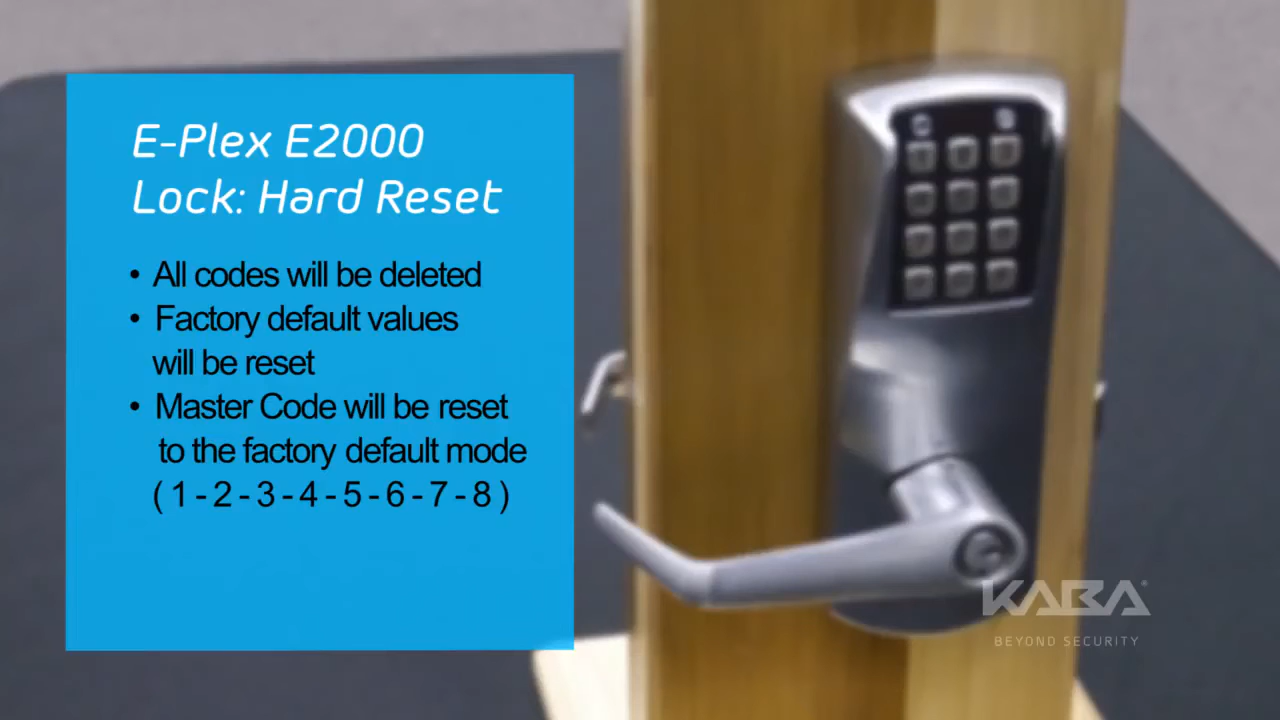 E-Plex E2000
Lock: Hard Reset
• All codes will be deleted
• Factory default values
will be reset
• Master Code will be reset
to the factory default mode
( 1 - 2 - 3 - 4 - 5 - 6 - 7 - 8 )
KABA®
BEYOND SECURITY